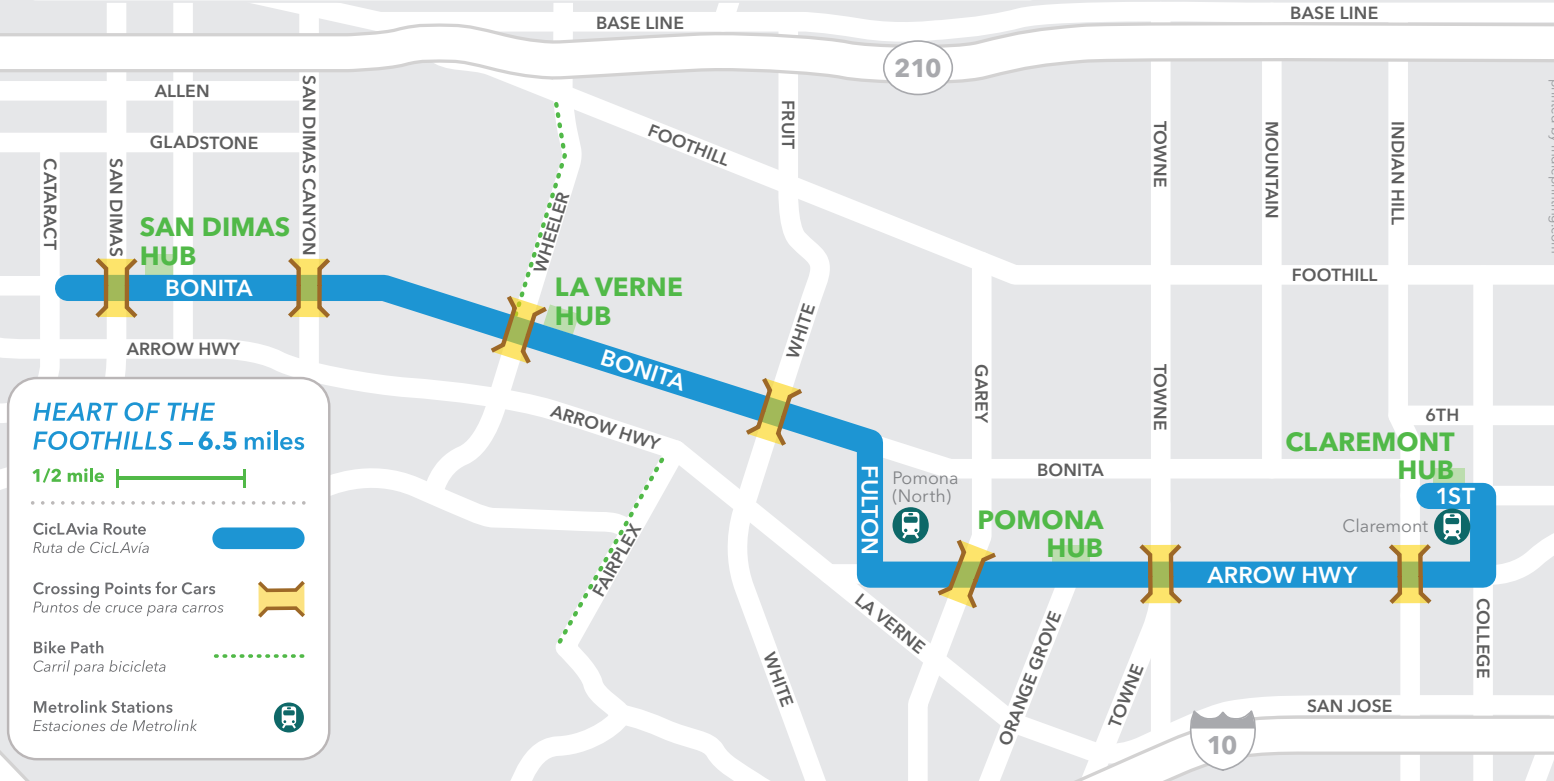 BASE LINE
BASE LINE
210
ALLEN
GLADSTONE
CATARACT
SAN DIMAS
SAN DIMAS CANYON
FOOTHILL
FRUIT
TOWNE
MOUNTAIN
INDIAN HILL
SAN DIMAS
HUB
BONITA
WHEELER
LA VERNE
HUB
FOOTHILL
ARROW HWY
BONITA
WHITE
GAREY
TOWNE
ARROW HWY
6TH
CLAREMONT
HUB
BONITA
1ST
FULTON
Pomona
(North)
Claremont
POMONA
HUB
ARROW HWY
FAIRPLEX
LA VERNE
WHITE
ORANGE GROVE
TOWNE
COLLEGE
SAN JOSE
10
HEART OF THE
FOOTHILLS – 6.5 miles
1/2 mile
CicLAvia Route
Ruta de CicLAvía
Crossing Points for Cars
Puntos de cruce para carros
Bike Path
Carril para bicicleta
Metrolink Stations
Estaciones de Metrolink